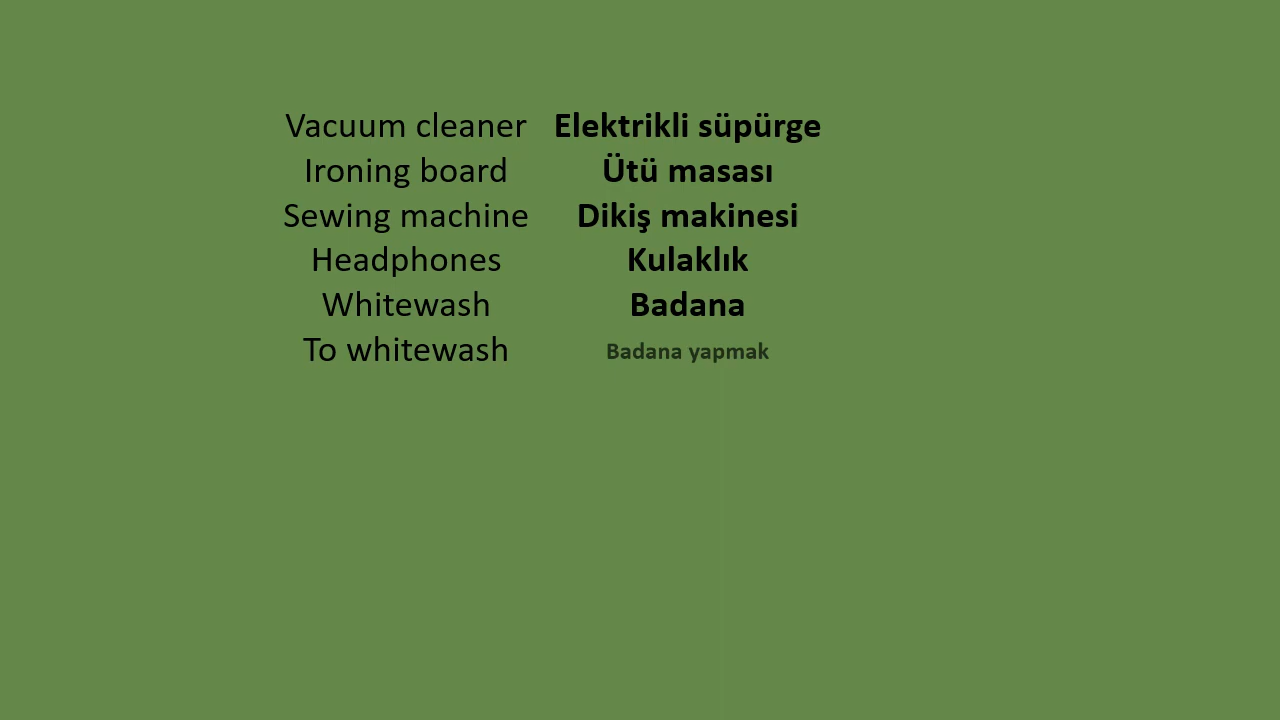 Vacuum cleaner Elektrikli süpürge
Ironing board Ütü masası
Sewing machine Dikiş makinesi
Headphones Kulaklık
Whitewash Badana
To whitewash Badana yapmak